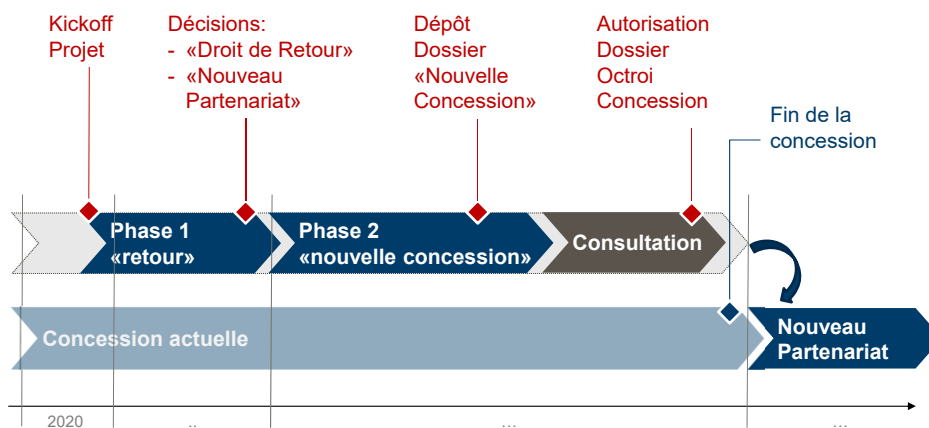 Kickoff
Projet
Décisions:
- «Droit de Retour»
- «Nouveau
Partenariat»
Dépôt
Dossier
«Nouvelle
Concession»
Autorisation
Dossier
Octroi
Concession
Fin de la
concession
Phase 1
«retour»
Phase 2
«nouvelle concession»
Consultation
Concession actuelle
Nouveau
Partenariat
2020
..
...
...